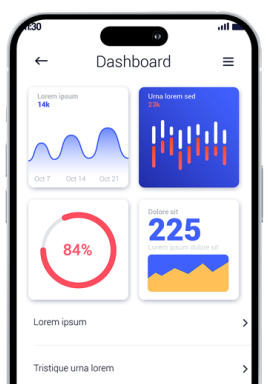 :30
Dashboard
Lorem ipsum
14k
Oct 7 Oct 14 Oct 21
Urna lorem sed
23k
84%
Dolore sit
225
Lorem ipsum dolore sit
Lorem ipsum
Tristique urna lorem